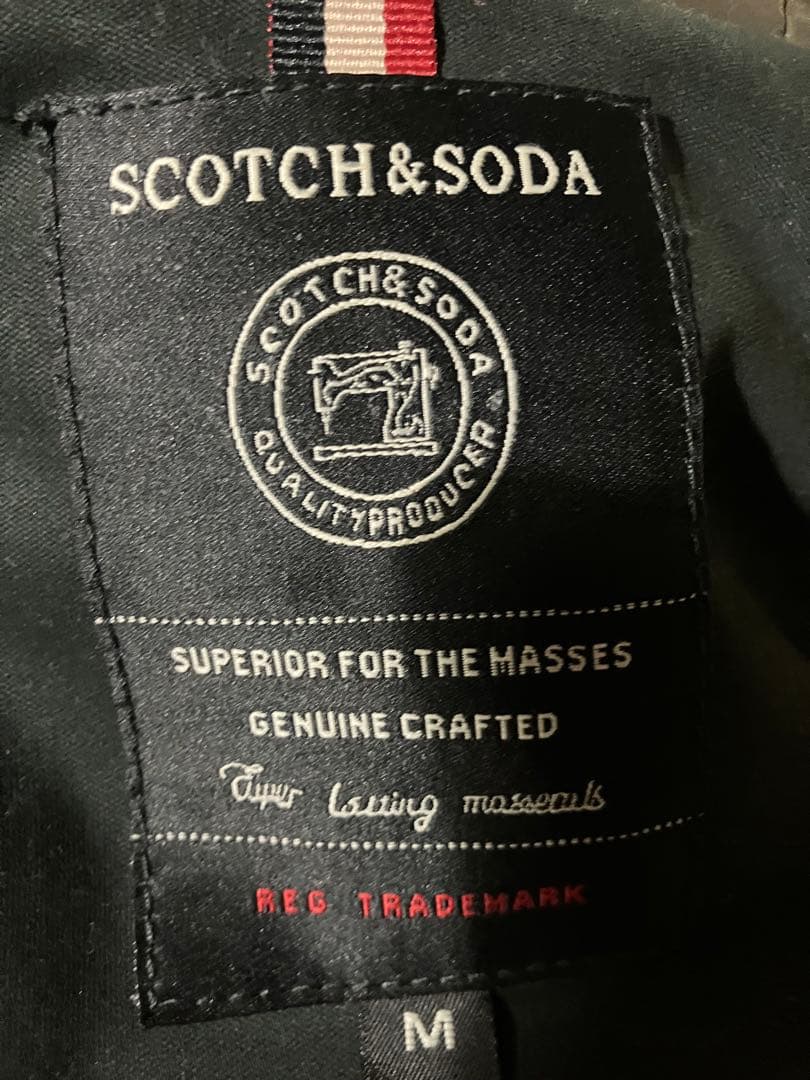 SCOTCH&SODA
SCOTCH&SODA
QUALITYPRODUCER
SUPERIOR FOR THE MASSES
GENUINE CRAFTED
REG TRADEMARK
M